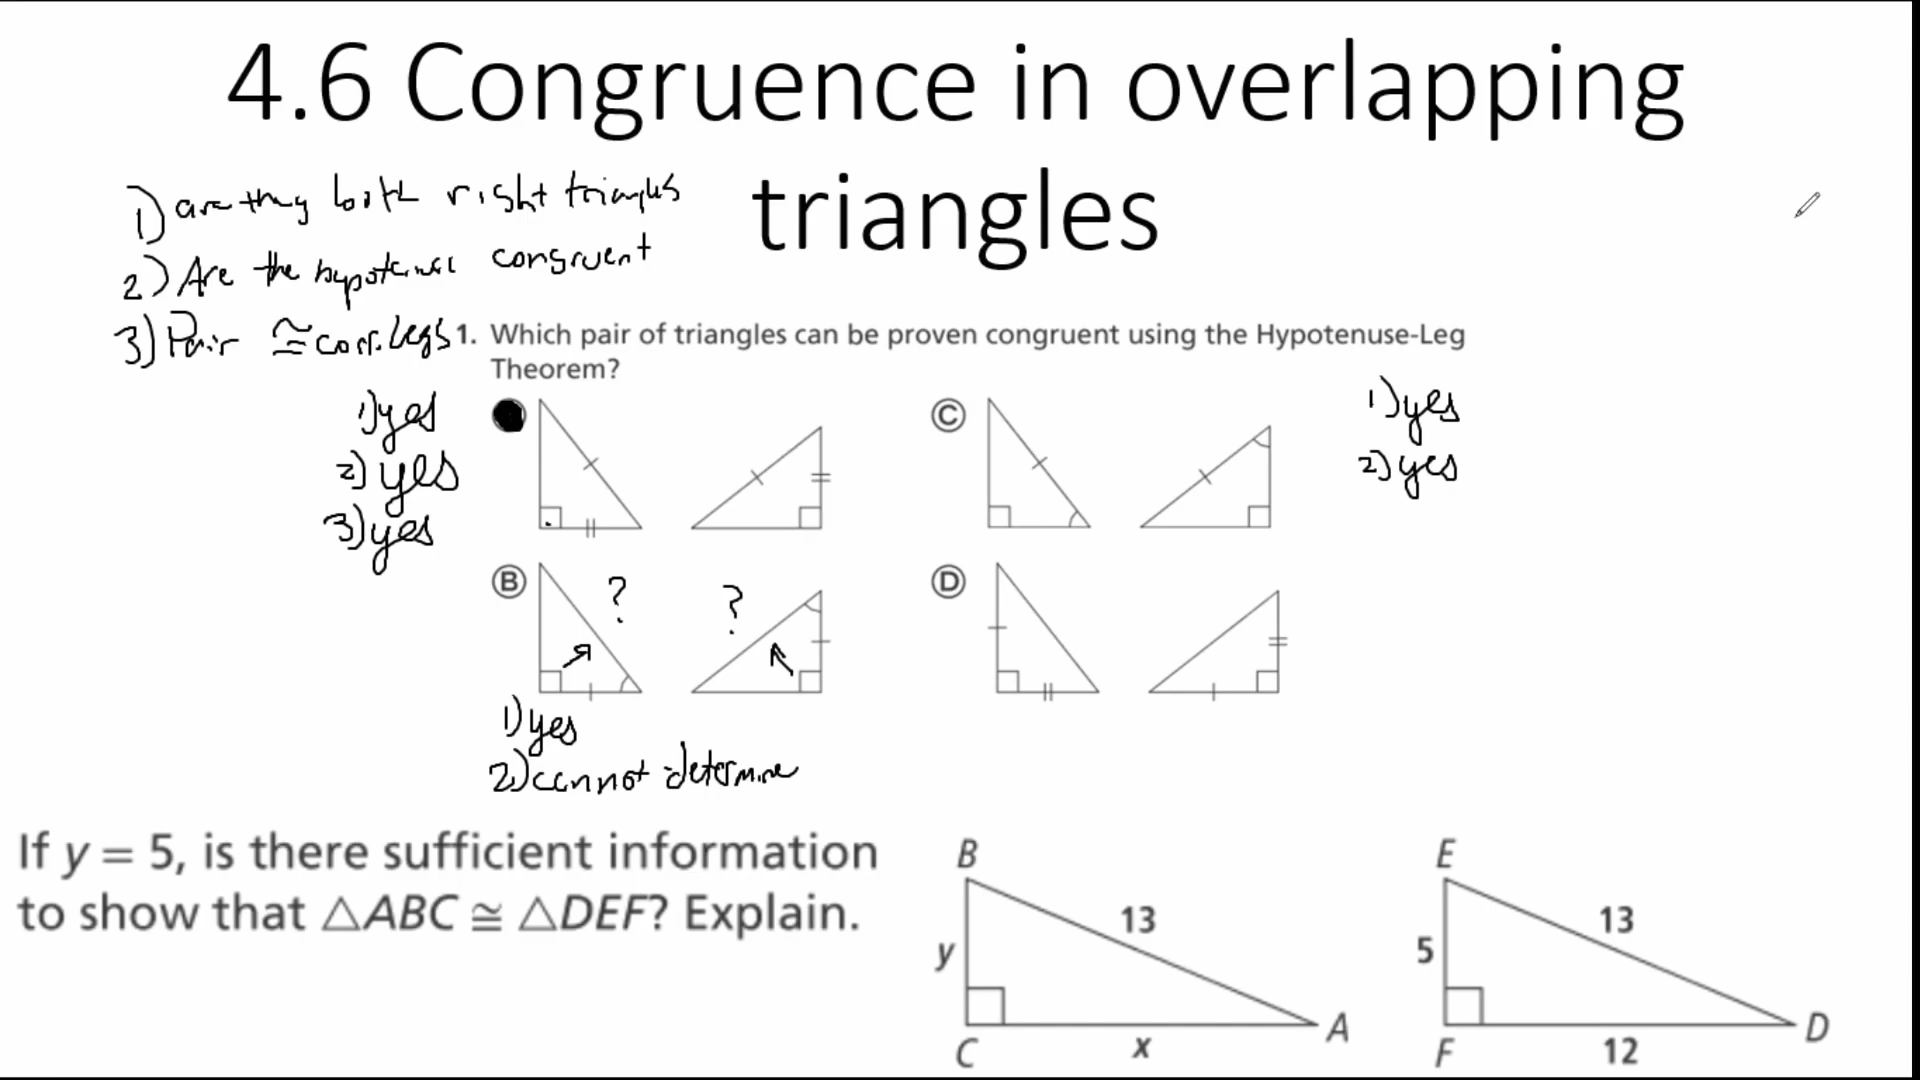 4.6 Congruence in overlapping
triangles
1) are they both right triangles
2) Are the hypotenuse congruent
3) Pair ≅ corr. legs
1. Which pair of triangles can be proven congruent using the Hypotenuse-Leg
Theorem?
1) yes
2) yes
3) yes
C
1) yes
2) yes
B
?
?
D
1) yes
2) cannot determine
If y = 5, is there sufficient information
to show that △ABC ≅ △DEF? Explain.
B
13
y
C
x
A
E
13
5
F
12
D